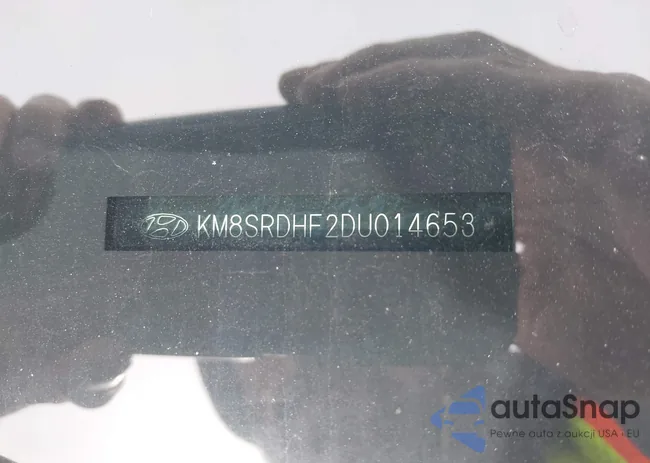 KM8SRDHF2DU014653
autaSnap
Pewne auta z aukcji USA i EU